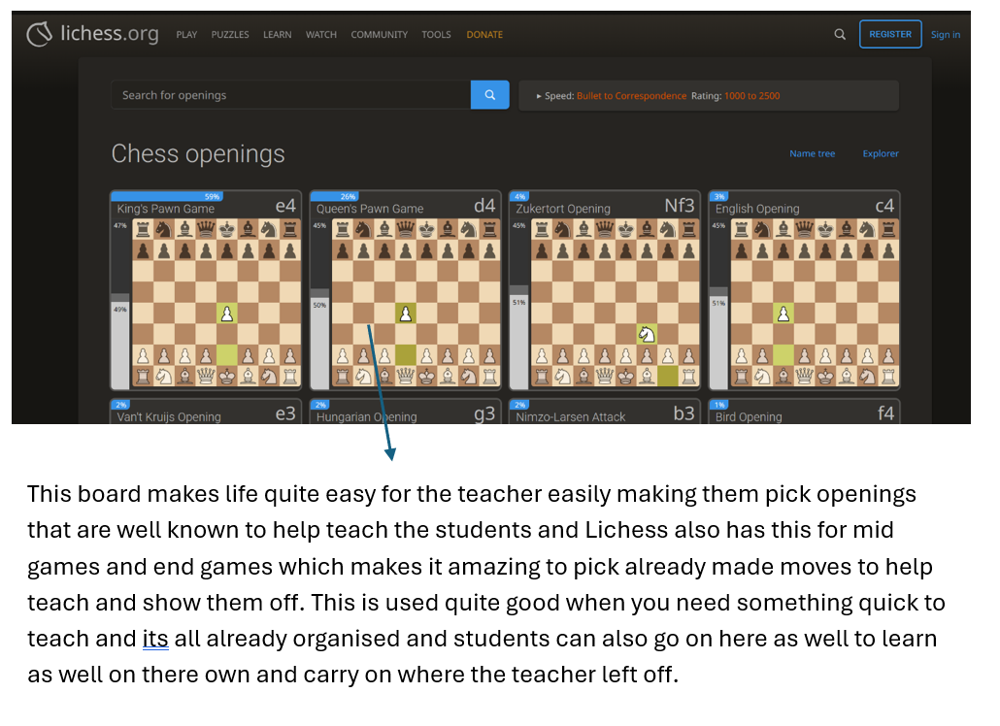 lichess.org PLAY PUZZLES LEARN WATCH COMMUNITY TOOLS DONATE REGISTER Sign in
Search for openings ▸ Speed: Bullet to Correspondence Rating: 1000 to 2500
Chess openings Name tree Explorer
59% 26% 4% 3%
King's Pawn Game e4 Queen's Pawn Game d4 Zukertort Opening Nf3 English Opening c4
47% 45% 45% 45%
49% 50% 51% 51%
2% 2% 2% 1%
Van't Kruijs Opening e3 Hungarian Opening g3 Nimzo-Larsen Attack b3 Bird Opening f4
This board makes life quite easy for the teacher easily making them pick openings
that are well known to help teach the students and Lichess also has this for mid
games and end games which makes it amazing to pick already made moves to help
teach and show them off. This is used quite good when you need something quick to
teach and its all already organised and students can also go on here as well to learn
as well on there own and carry on where the teacher left off.